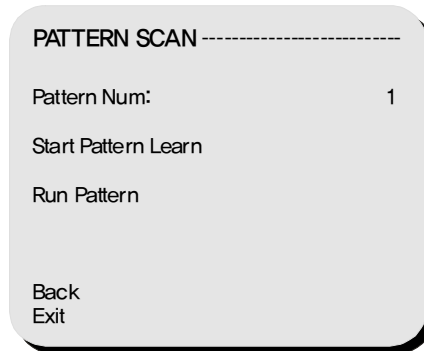 PATTERN SCAN ---------------------------
Pattern Num: 1
Start Pattern Learn
Run Pattern
Back
Exit